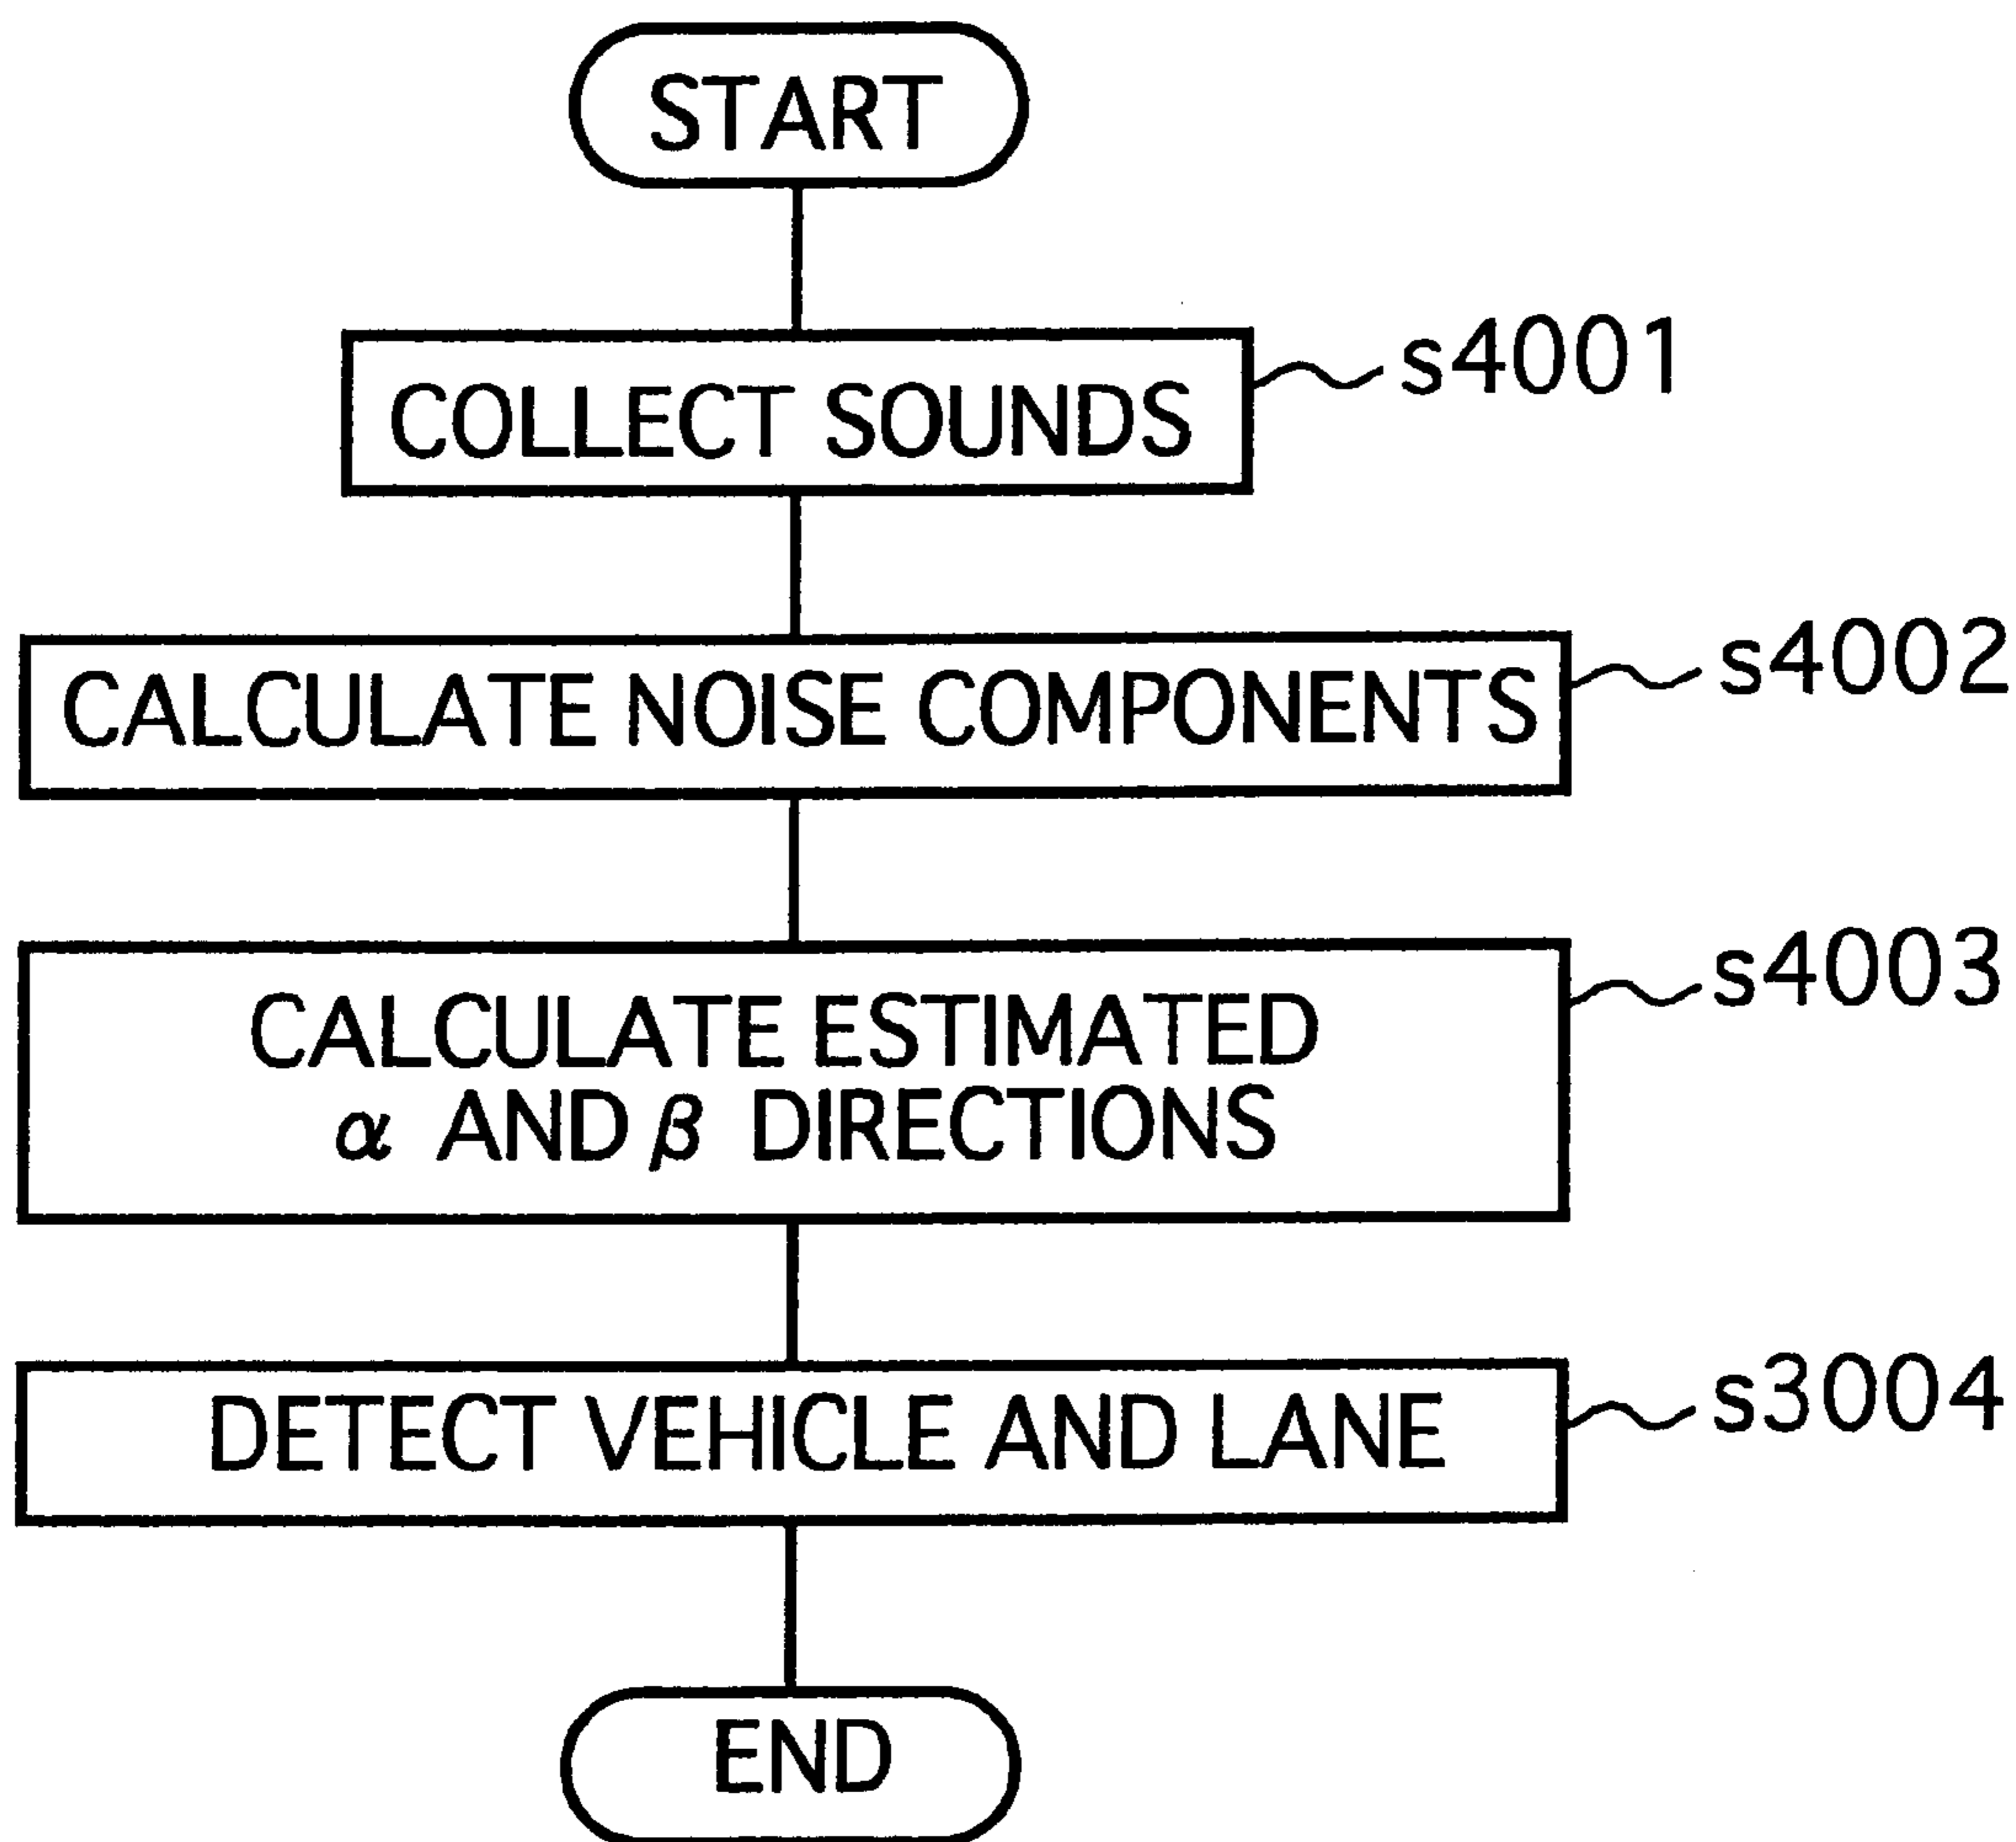 START
COLLECT SOUNDS
s4001
CALCULATE NOISE COMPONENTS
s4002
CALCULATE ESTIMATED
α AND β DIRECTIONS
s4003
DETECT VEHICLE AND LANE
s3004
END